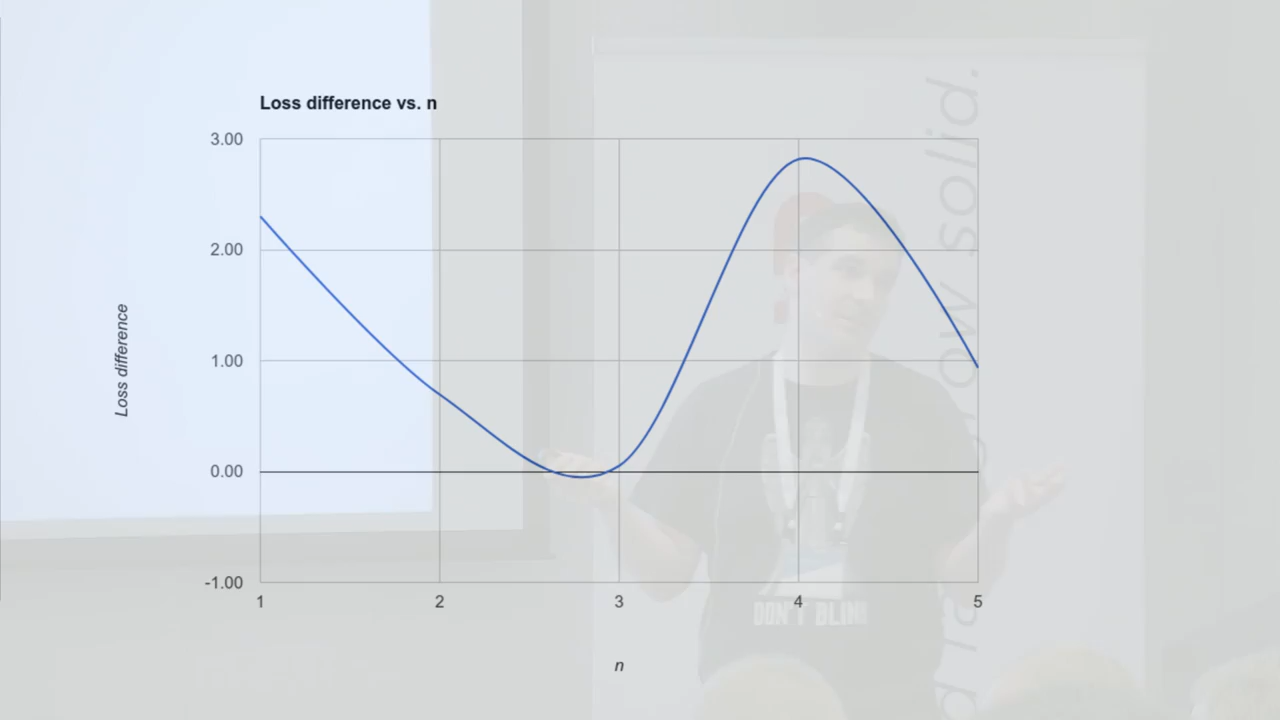 Loss difference vs. n
3.00
2.00
1.00
0.00
-1.00
Loss difference
1
2
3
4
5
n
DON'T BLINK
solid.